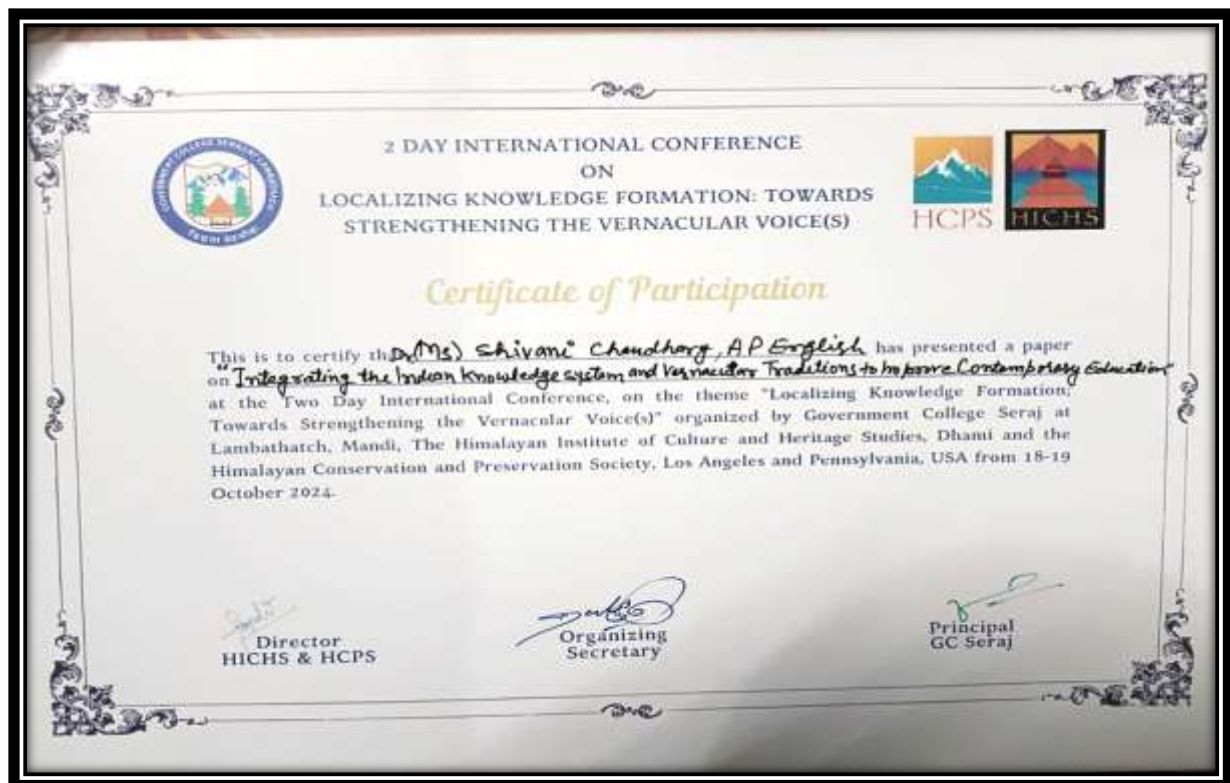 2 DAY INTERNATIONAL CONFERENCE
ON
LOCALIZING KNOWLEDGE FORMATION: TOWARDS
STRENGTHENING THE VERNACULAR VOICE(S)
HCPS
HICHS
Certificate of Participation
This is to certify th Dr(Ms) Shivani Chaudhary, AP English has presented a paper
on "Integrating the Indian Knowledge system and Vernacular Traditions to Improve Contemporary Education"
at the Two Day International Conference, on the theme "Localizing Knowledge Formation;
Towards Strengthening the Vernacular Voice(s)" organized by Government College Seraj at
Lambathatch, Mandi, The Himalayan Institute of Culture and Heritage Studies, Dhami and the
Himalayan Conservation and Preservation Society, Los Angeles and Pennsylvania, USA from 18-19
October 2024.
Director
HICHS & HCPS
Organizing
Secretary
Principal
GC Seraj